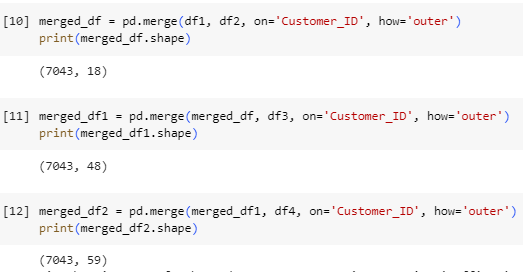 [10] merged_df = pd.merge(df1, df2, on='Customer_ID', how='outer')
print(merged_df.shape)
(7043, 18)
[11] merged_df1 = pd.merge(merged_df, df3, on='Customer_ID', how='outer')
print(merged_df1.shape)
(7043, 48)
[12] merged_df2 = pd.merge(merged_df1, df4, on='Customer_ID', how='outer')
print(merged_df2.shape)
(7043, 59)